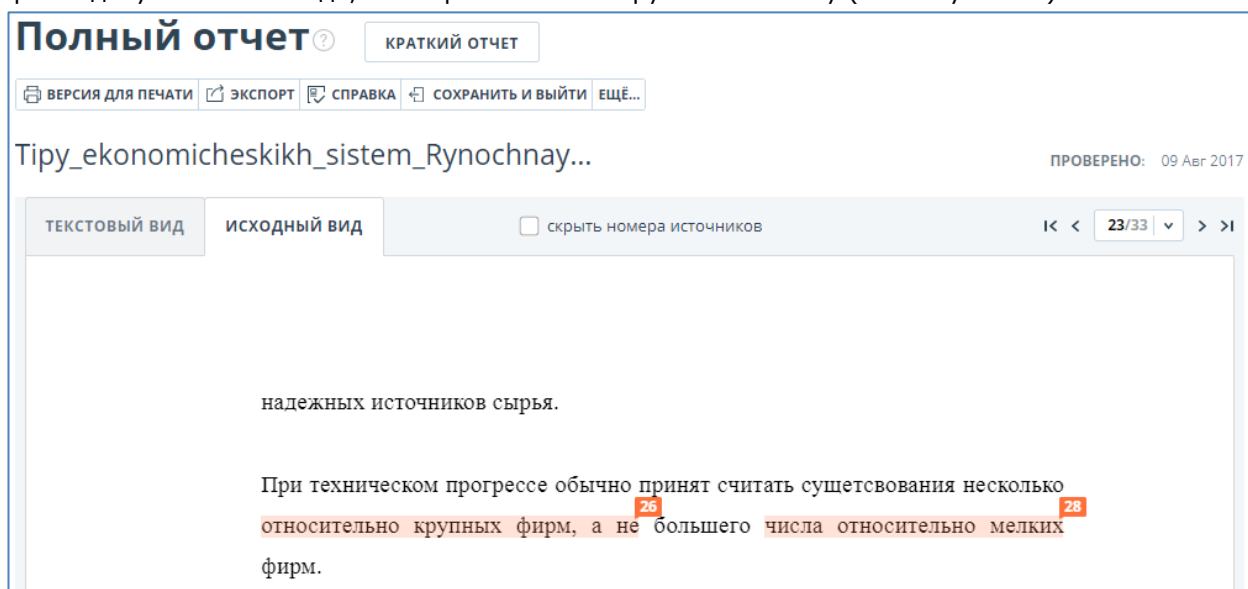 Полный отчет ? КРАТКИЙ ОТЧЕТ
ВЕРСИЯ ДЛЯ ПЕЧАТИ ЭКСПОРТ СПРАВКА СОХРАНИТЬ И ВЫЙТИ ЕЩЁ...
Tipy_ekonomicheskikh_sistem_Rynochnay...
ПРОВЕРЕНО: 09 Авг 2017
ТЕКСТОВЫЙ ВИД ИСХОДНЫЙ ВИД скрыть номера источников 23/33
надежных источников сырья.
При техническом прогрессе обычно принят считать сущетсвования несколько
26 28
относительно крупных фирм, а не большего числа относительно мелких
фирм.